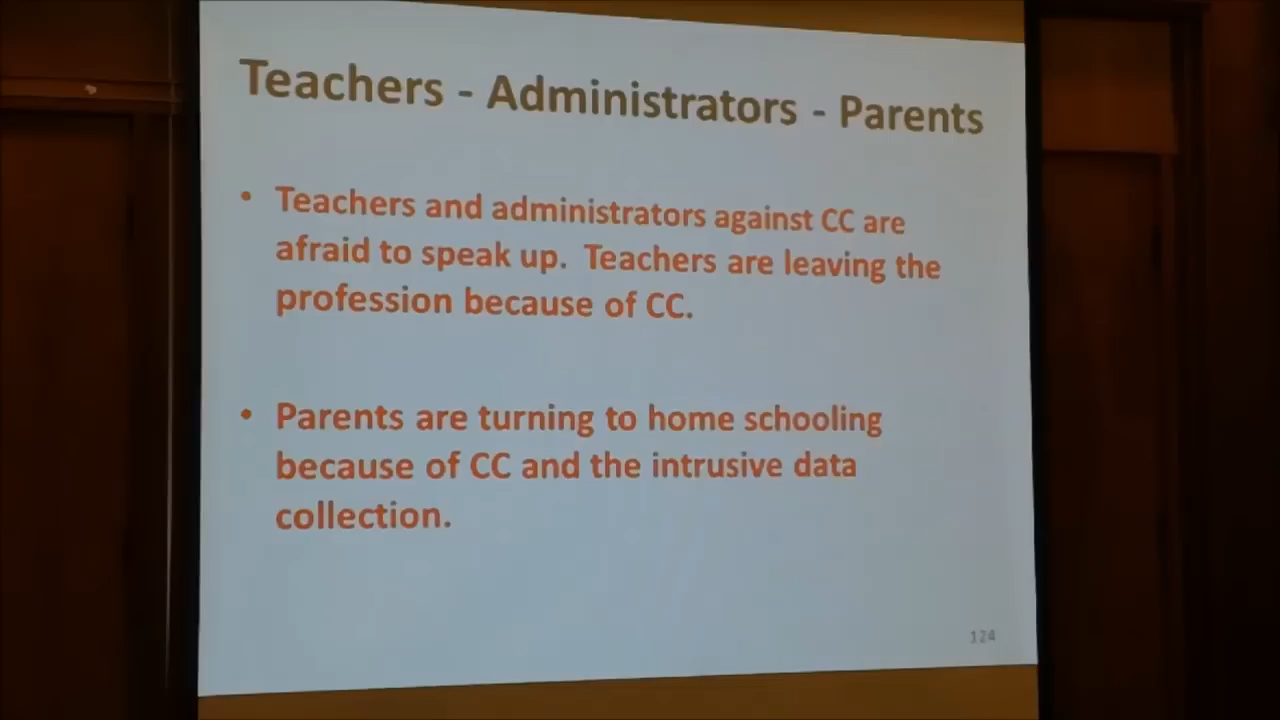 Teachers - Administrators - Parents
• Teachers and administrators against CC are
afraid to speak up. Teachers are leaving the
profession because of CC.
• Parents are turning to home schooling
because of CC and the intrusive data
collection.
124